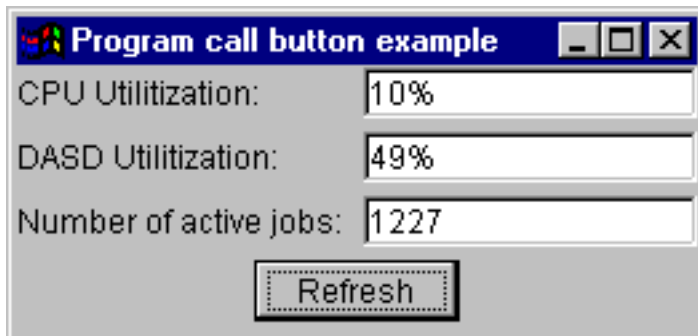 Program call button example
CPU Utilitization: 10%
DASD Utilitization: 49%
Number of active jobs: 1227
Refresh